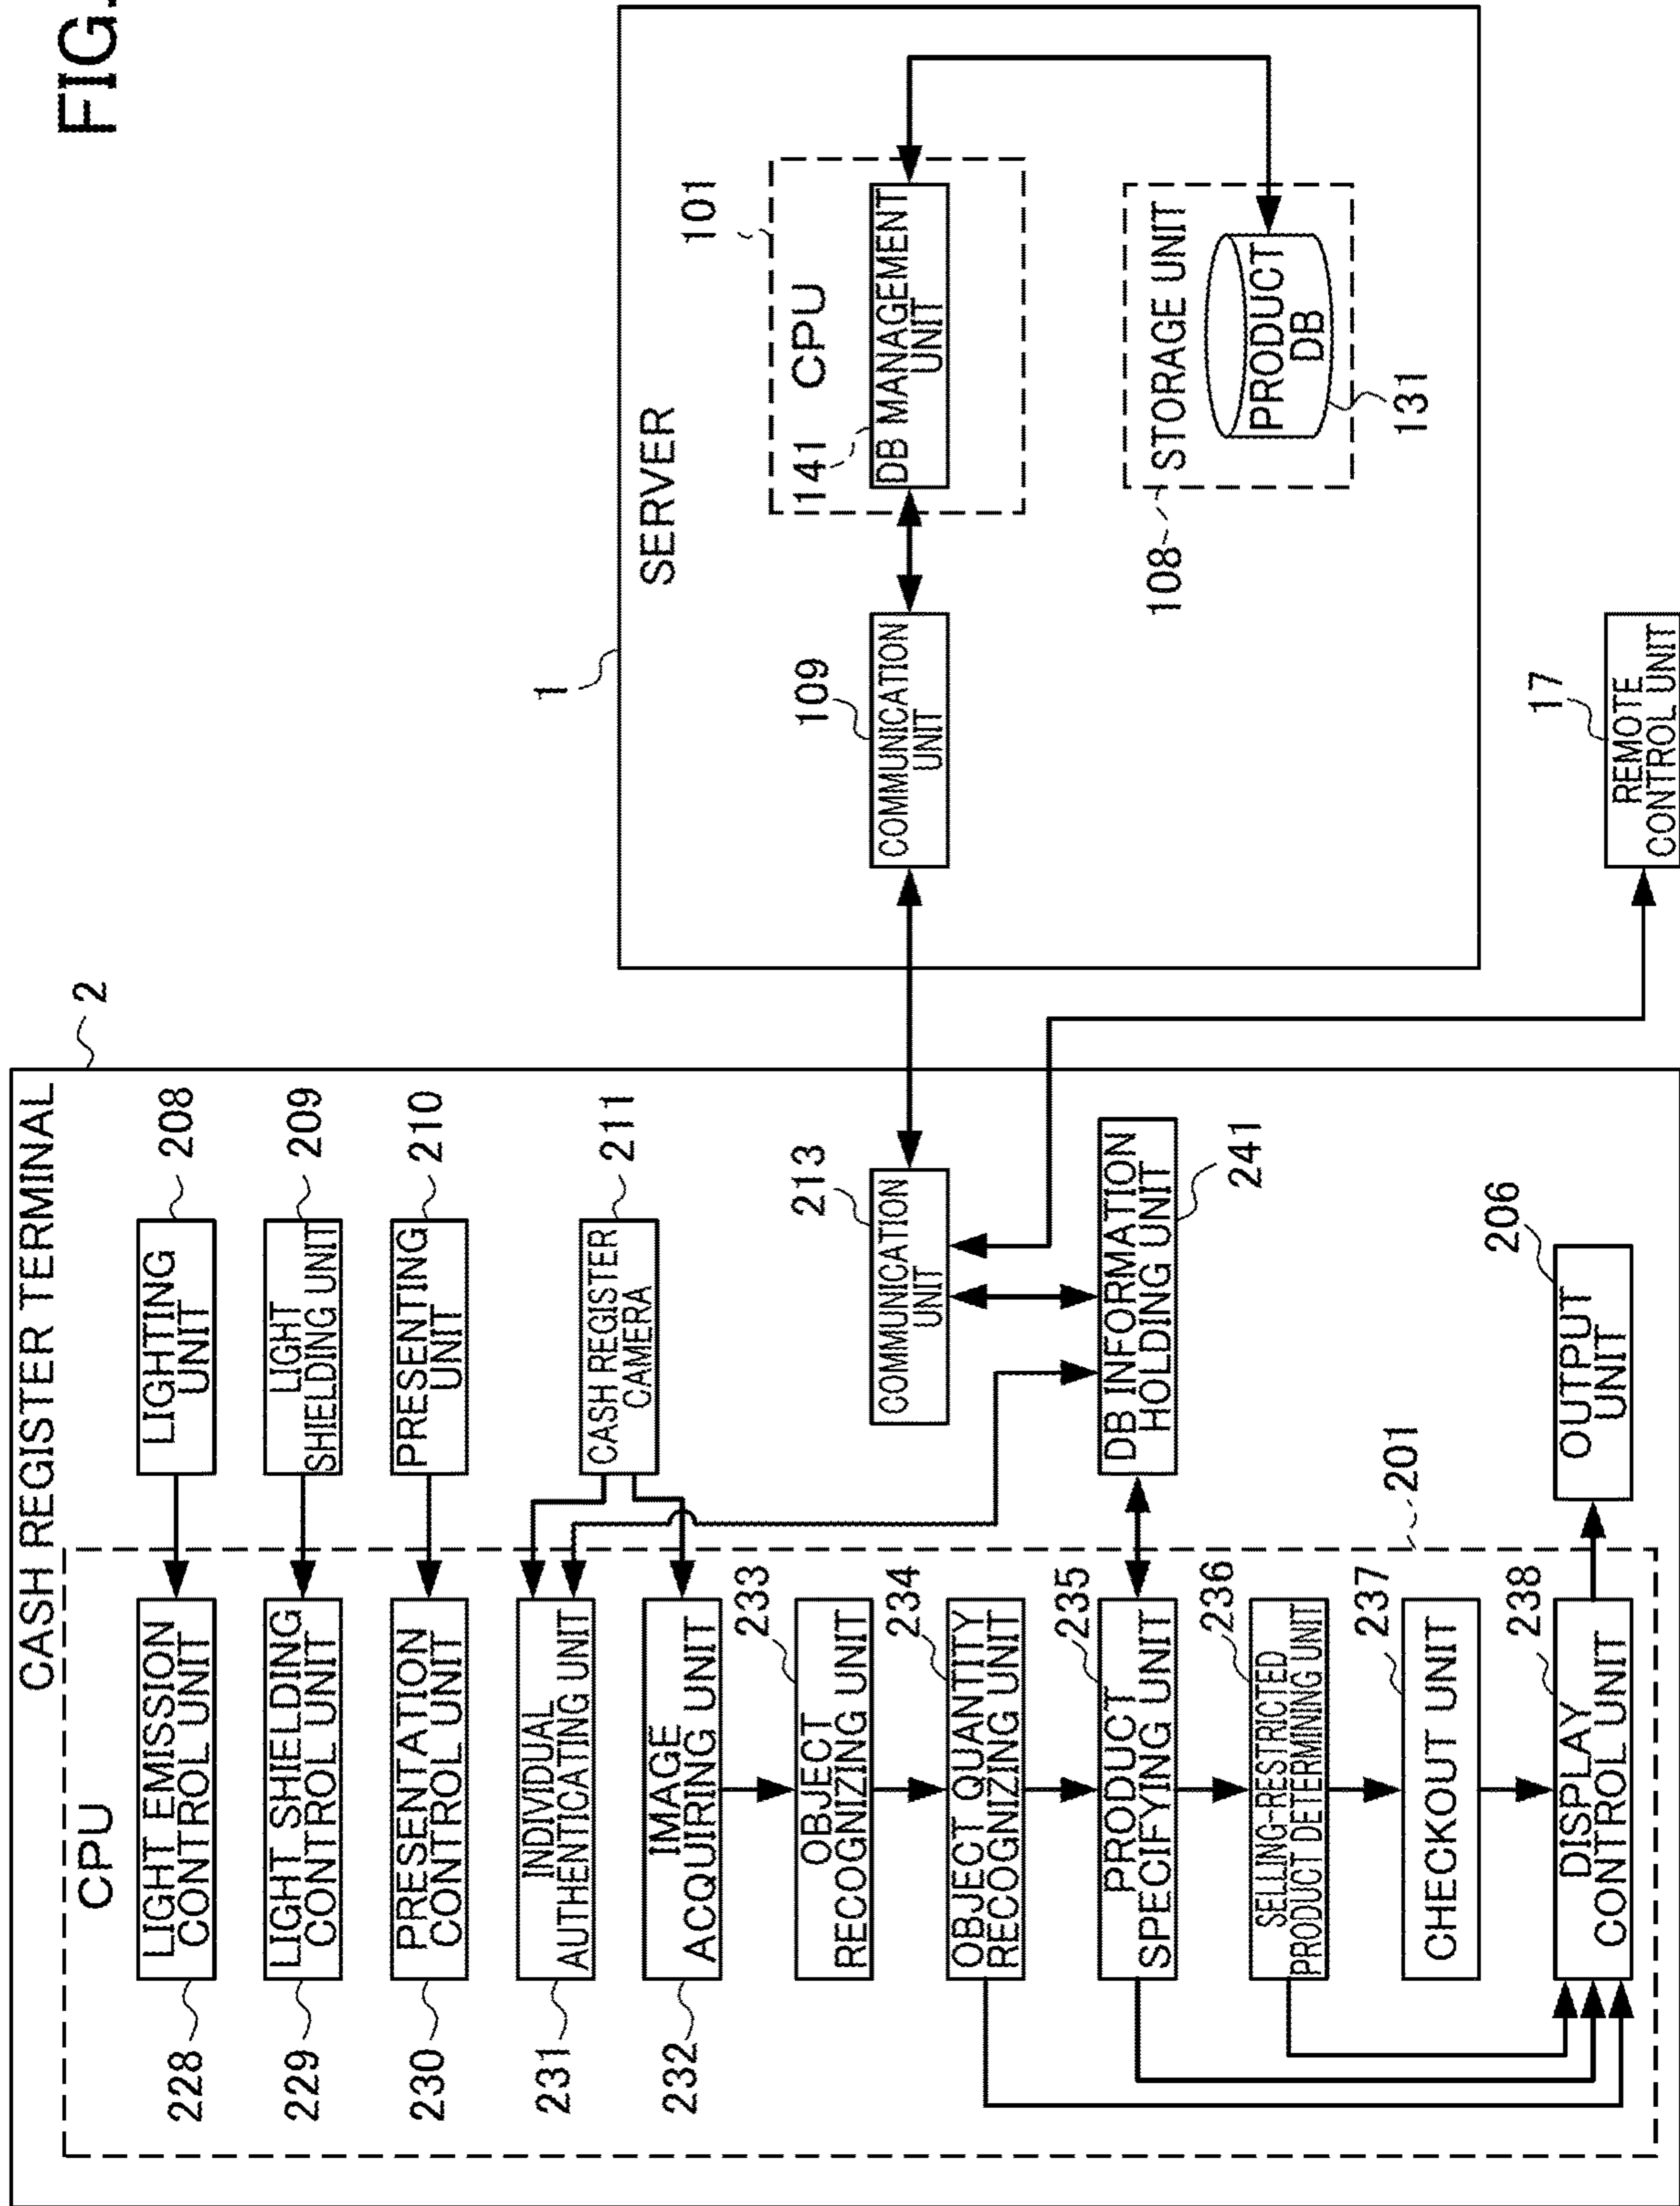 FIG.
CASH REGISTER TERMINAL
2
CPU
201
228
LIGHT EMISSION
CONTROL UNIT
LIGHTING
UNIT
208
229
LIGHT SHIELDING
CONTROL UNIT
LIGHT
SHIELDING UNIT
209
230
PRESENTATION
CONTROL UNIT
PRESENTING
UNIT
210
231
INDIVIDUAL
AUTHENTICATING UNIT
CASH REGISTER
CAMERA
211
232
IMAGE
ACQUIRING UNIT
OBJECT
RECOGNIZING UNIT
233
OBJECT QUANTITY
RECOGNIZING UNIT
234
PRODUCT
SPECIFYING UNIT
235
SELLING-RESTRICTED
PRODUCT DETERMINING UNIT
236
CHECKOUT UNIT
237
DISPLAY
CONTROL UNIT
238
COMMUNICATION
UNIT
213
DB INFORMATION
HOLDING UNIT
241
OUTPUT
UNIT
206
1
SERVER
109
COMMUNICATION
UNIT
101
CPU
141
DB MANAGEMENT
UNIT
108
STORAGE UNIT
PRODUCT
DB
131
17
REMOTE
CONTROL UNIT